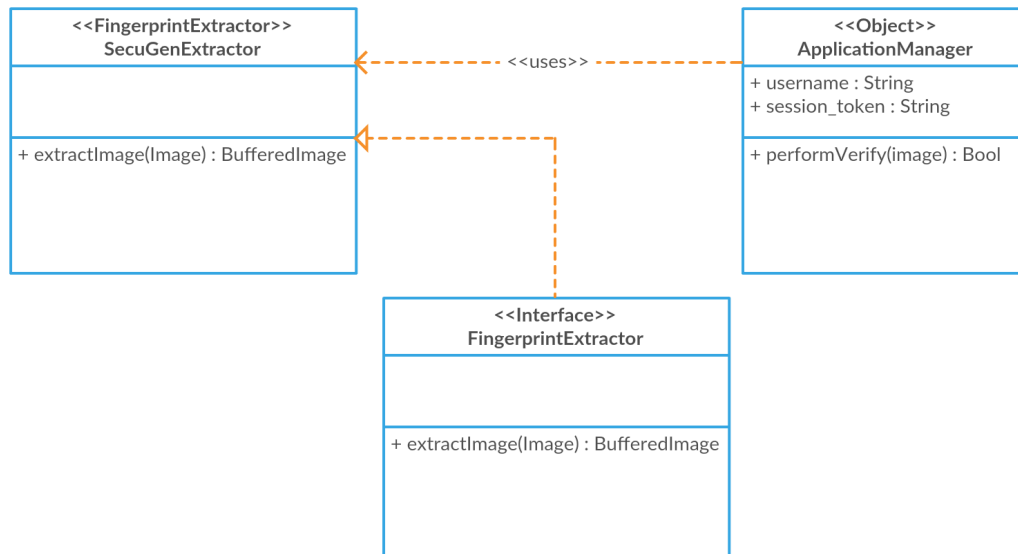 <<FingerprintExtractor>>
SecuGenExtractor
+ extractImage(Image) : BufferedImage
<<uses>>
<<Object>>
ApplicationManager
+ username : String
+ session_token : String
+ performVerify(image) : Bool
<<Interface>>
FingerprintExtractor
+ extractImage(Image) : BufferedImage